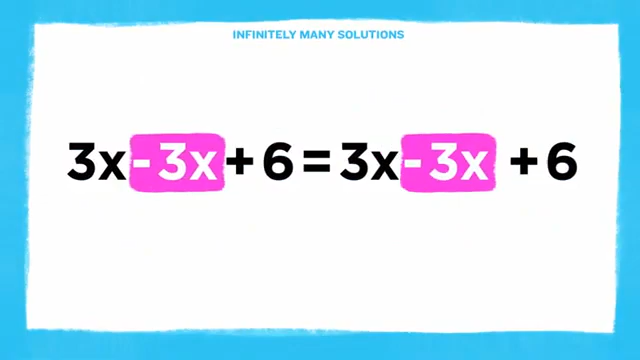 INFINITELY MANY SOLUTIONS
3x - 3x + 6 = 3x - 3x + 6